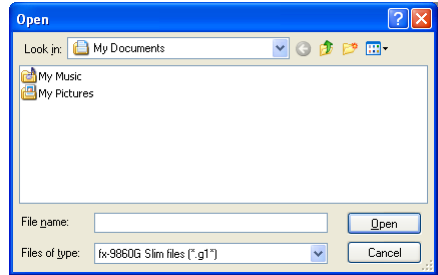 Open
Look in: My Documents
My Music
My Pictures
File name:
Open
Files of type: fx-9860G Slim files (*.g1*)
Cancel